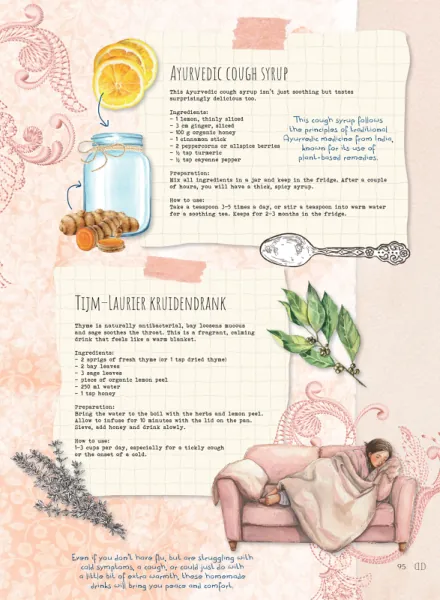 Ayurvedic cough syrup
This Ayurvedic cough syrup isn't just soothing but tastes
surprisingly delicious too.
Ingredients:
- 1 lemon, thinly sliced
- 3 cm ginger, sliced
- 100 g organic honey
- 1 cinnamon stick
- 2 peppercorns or allspice berries
- ½ tsp turmeric
- ½ tsp cayenne pepper
Preparation:
Mix all ingredients in a jar and keep in the fridge. After a couple
of hours, you will have a thick, spicy syrup.
How to use:
Take a teaspoon 3-5 times a day, or stir a teaspoon into warm water
for a soothing tea. Keeps for 2-3 months in the fridge.
This cough syrup follows
the principles of traditional
Ayurvedic medicine from India,
known for its use of
plant-based remedies.
Tijm-Laurier kruidendrank
Thyme is naturally antibacterial, bay loosens mucous
and sage soothes the throat. This is a fragrant, calming
drink that feels like a warm blanket.
Ingredients:
- 2 sprigs of fresh thyme (or 1 tsp dried thyme)
- 2 bay leaves
- 3 sage leaves
- piece of organic lemon peel
- 250 ml water
- 1 tsp honey
Preparation:
Bring the water to the boil with the herbs and lemon peel.
Allow to infuse for 10 minutes with the lid on the pan.
Sieve, add honey and drink slowly.
How to use:
1-3 cups per day, especially for a tickly cough
or the onset of a cold.
Even if you don't have flu, but are struggling with
cold symptoms, a cough, or could just do with
a little bit of extra warmth, these homemade
drinks will bring you peace and comfort.
95